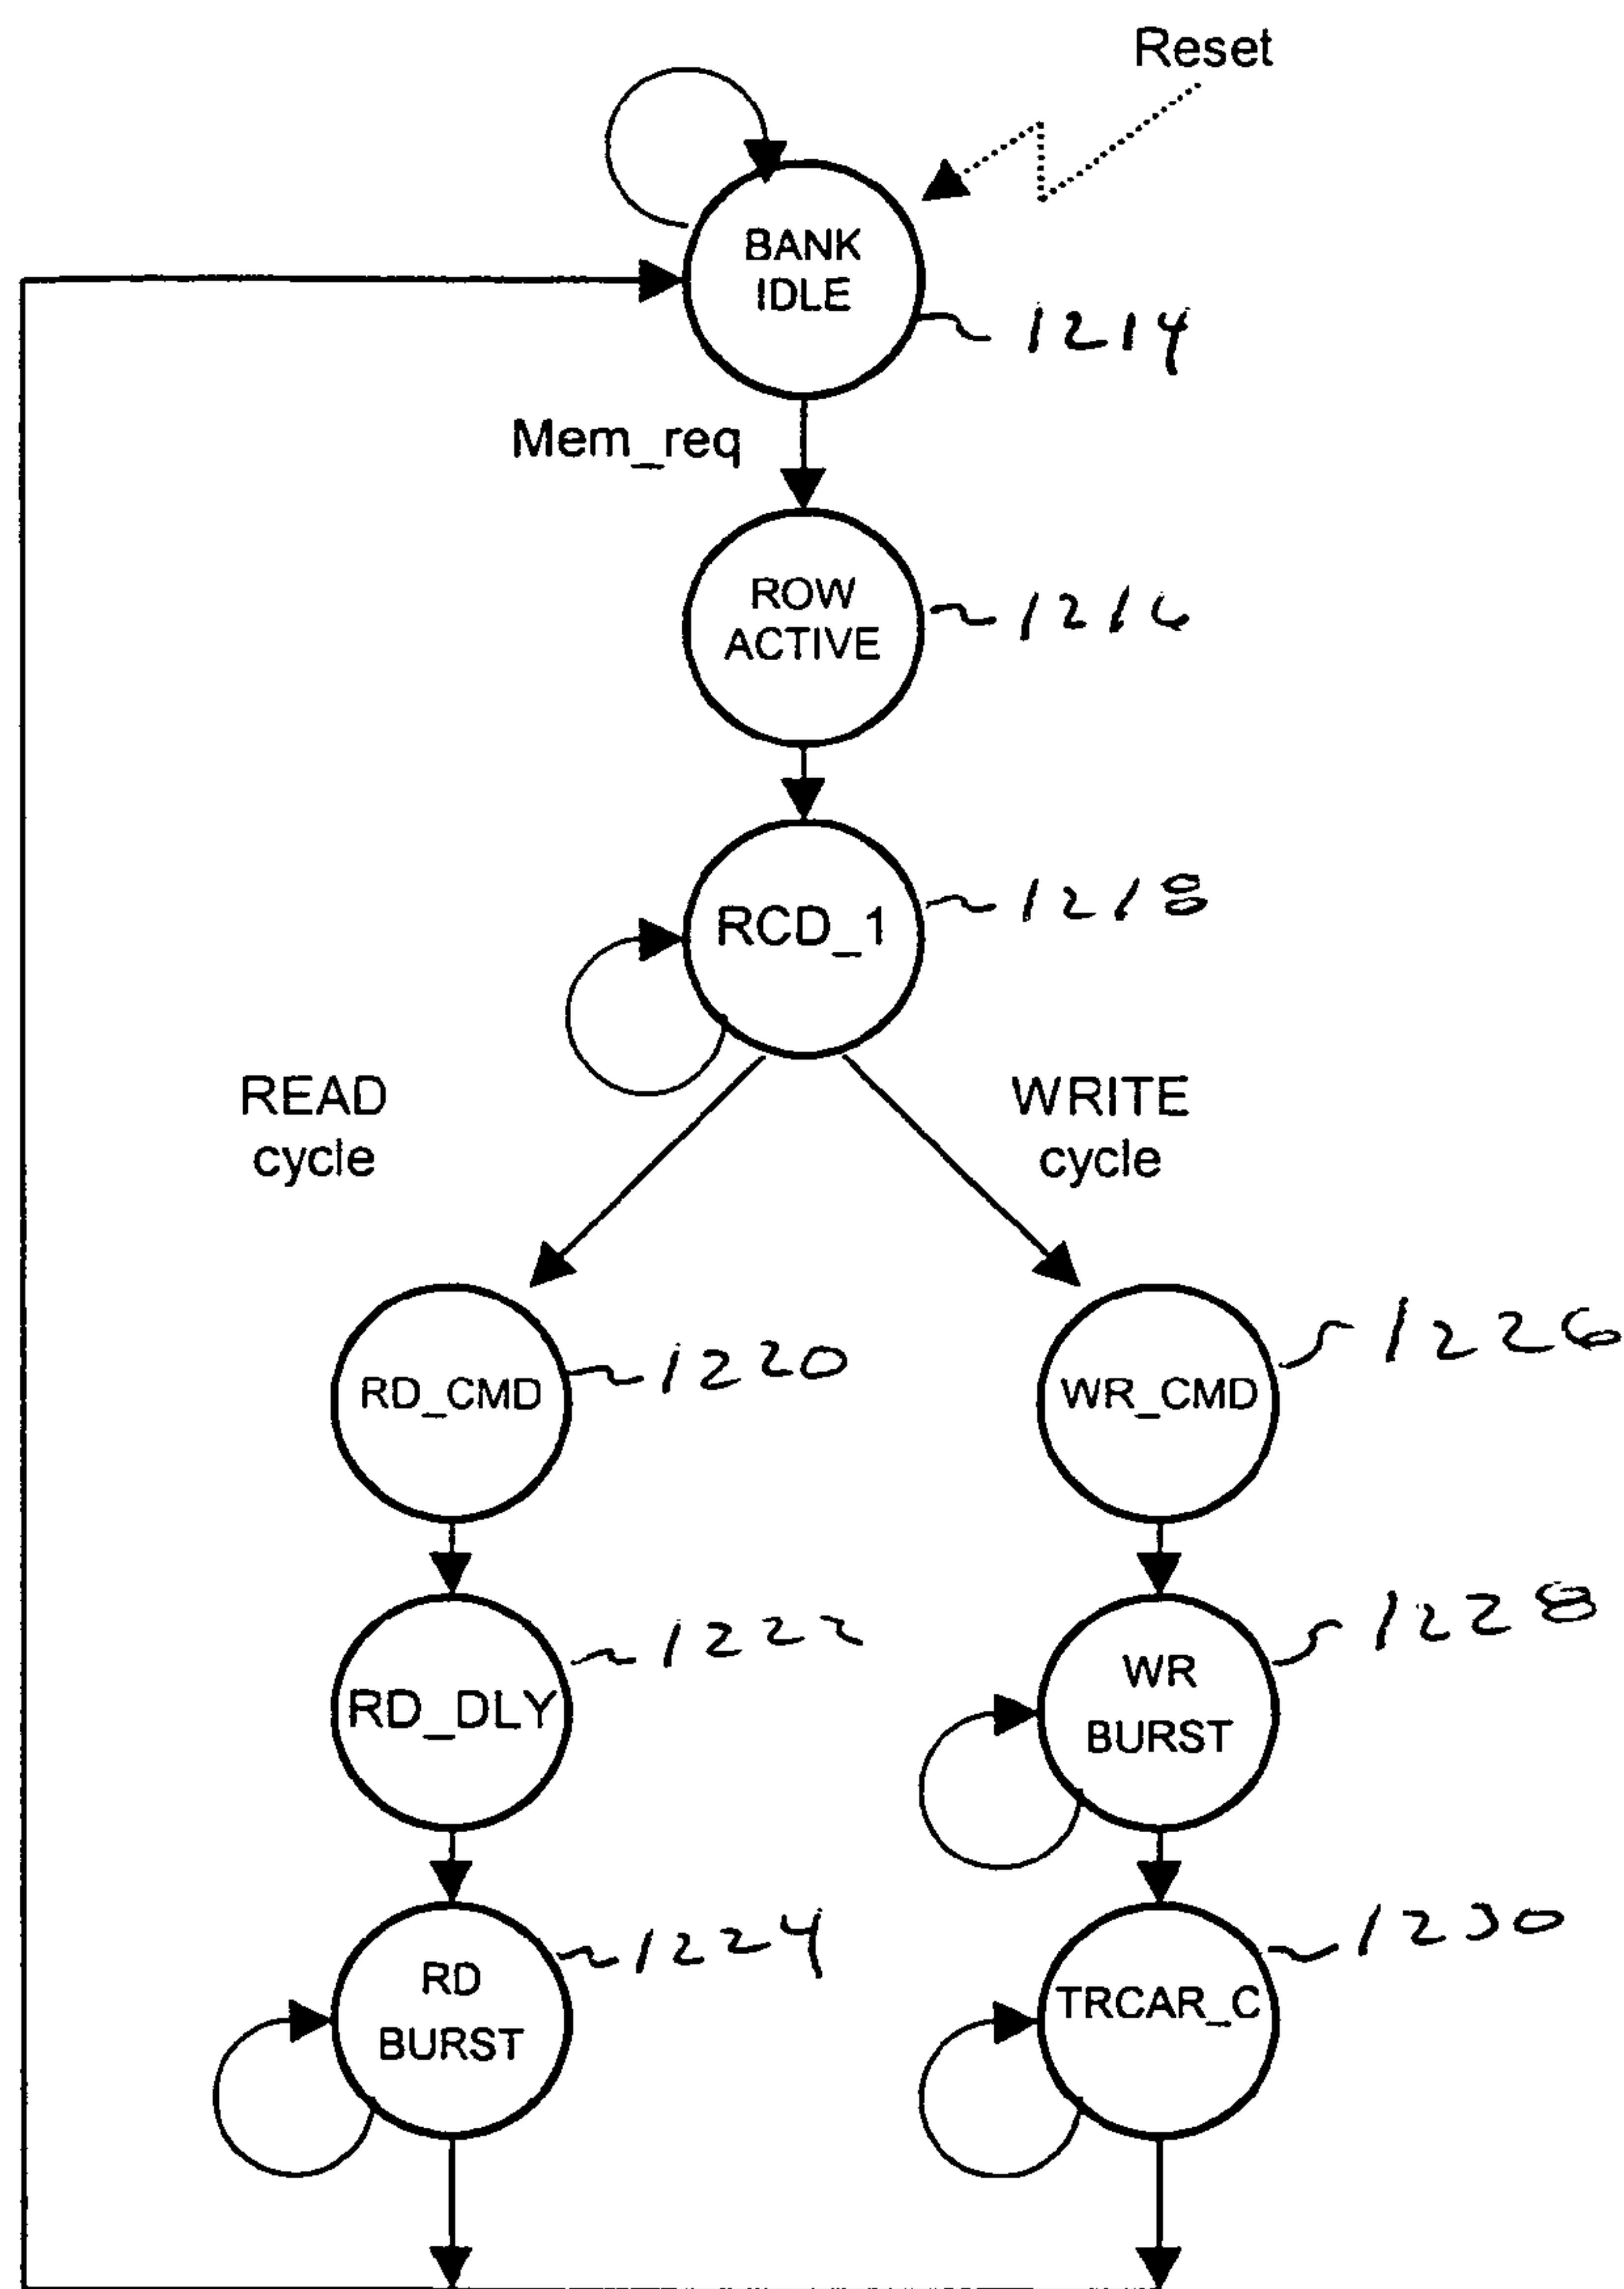 Reset
BANK
IDLE
1214
Mem_req
ROW
ACTIVE
1216
RCD_1
1218
READ
cycle
WRITE
cycle
RD_CMD
1220
WR_CMD
1226
RD_DLY
1222
WR
BURST
1228
RD
BURST
1224
TRCAR_C
1230